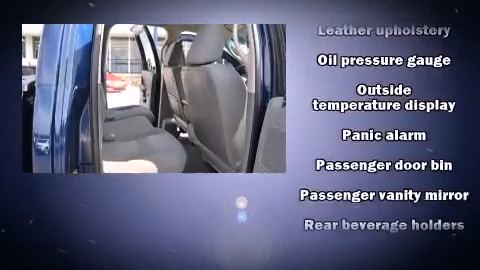 Leather upholstery
Oil pressure gauge
Outside
temperature display
Panic alarm
Passenger door bin
Passenger vanity mirror
Rear beverage holders